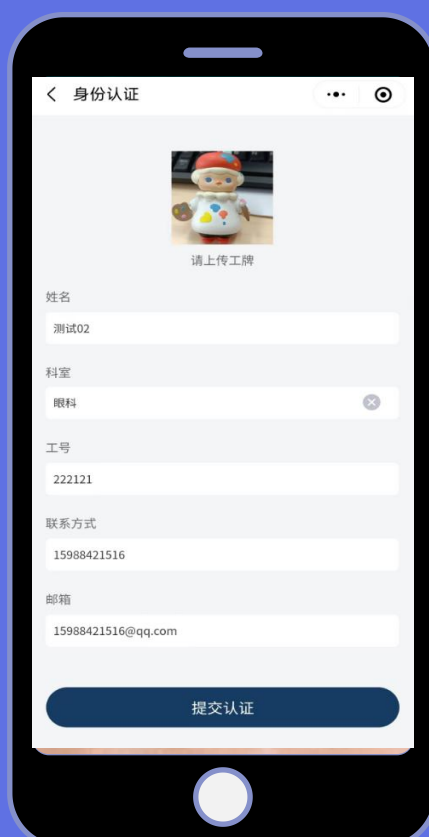 身份认证
请上传工牌
姓名
测试02
科室
眼科
工号
222121
联系方式
15988421516
邮箱
15988421516@qq.com
提交认证